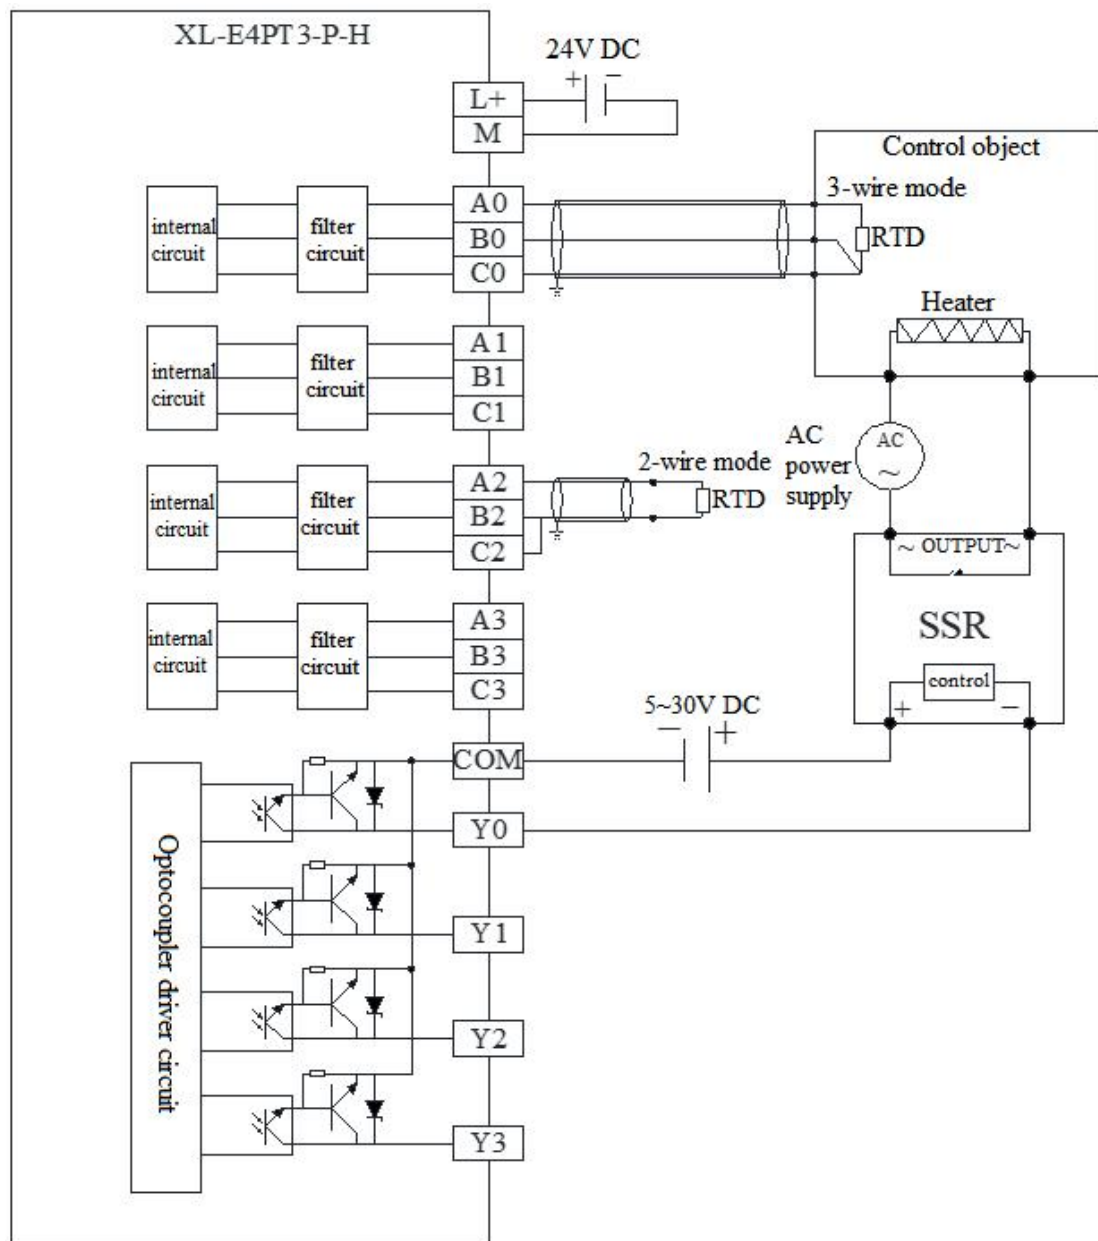 XL-E4PT3-P-H
24V DC
+ −
L+
M
Control object
3-wire mode
internal
circuit
filter
circuit
A0
B0
C0
RTD
Heater
internal
circuit
filter
circuit
A1
B1
C1
AC
power
supply
AC
~
2-wire mode
internal
circuit
filter
circuit
A2
B2
C2
RTD
~ OUTPUT ~
SSR
control
+ −
internal
circuit
filter
circuit
A3
B3
C3
5~30V DC
− +
COM
Y0
Y1
Y2
Y3
Optocoupler driver circuit